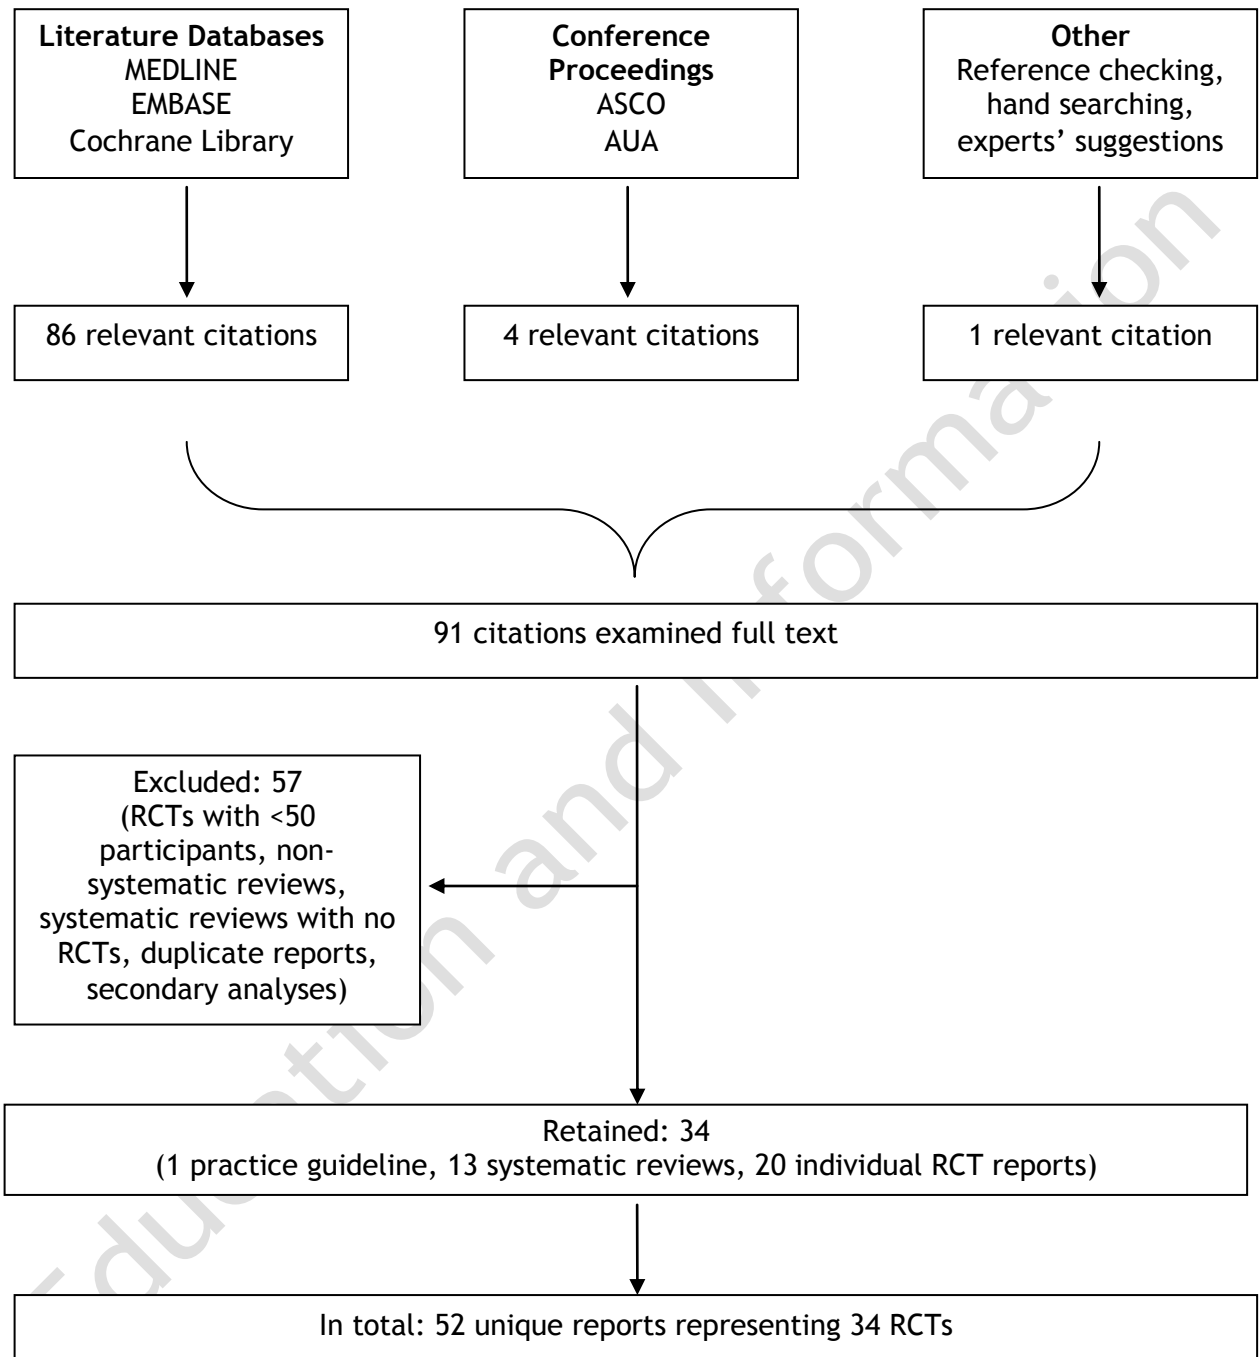 Literature Databases
MEDLINE
EMBASE
Cochrane Library
Conference
Proceedings
ASCO
AUA
Other
Reference checking,
hand searching,
experts’ suggestions
86 relevant citations
4 relevant citations
1 relevant citation
91 citations examined full text
Excluded: 57
(RCTs with <50
participants, non-
systematic reviews,
systematic reviews with no
RCTs, duplicate reports,
secondary analyses)
Retained: 34
(1 practice guideline, 13 systematic reviews, 20 individual RCT reports)
In total: 52 unique reports representing 34 RCTs
Education and Information